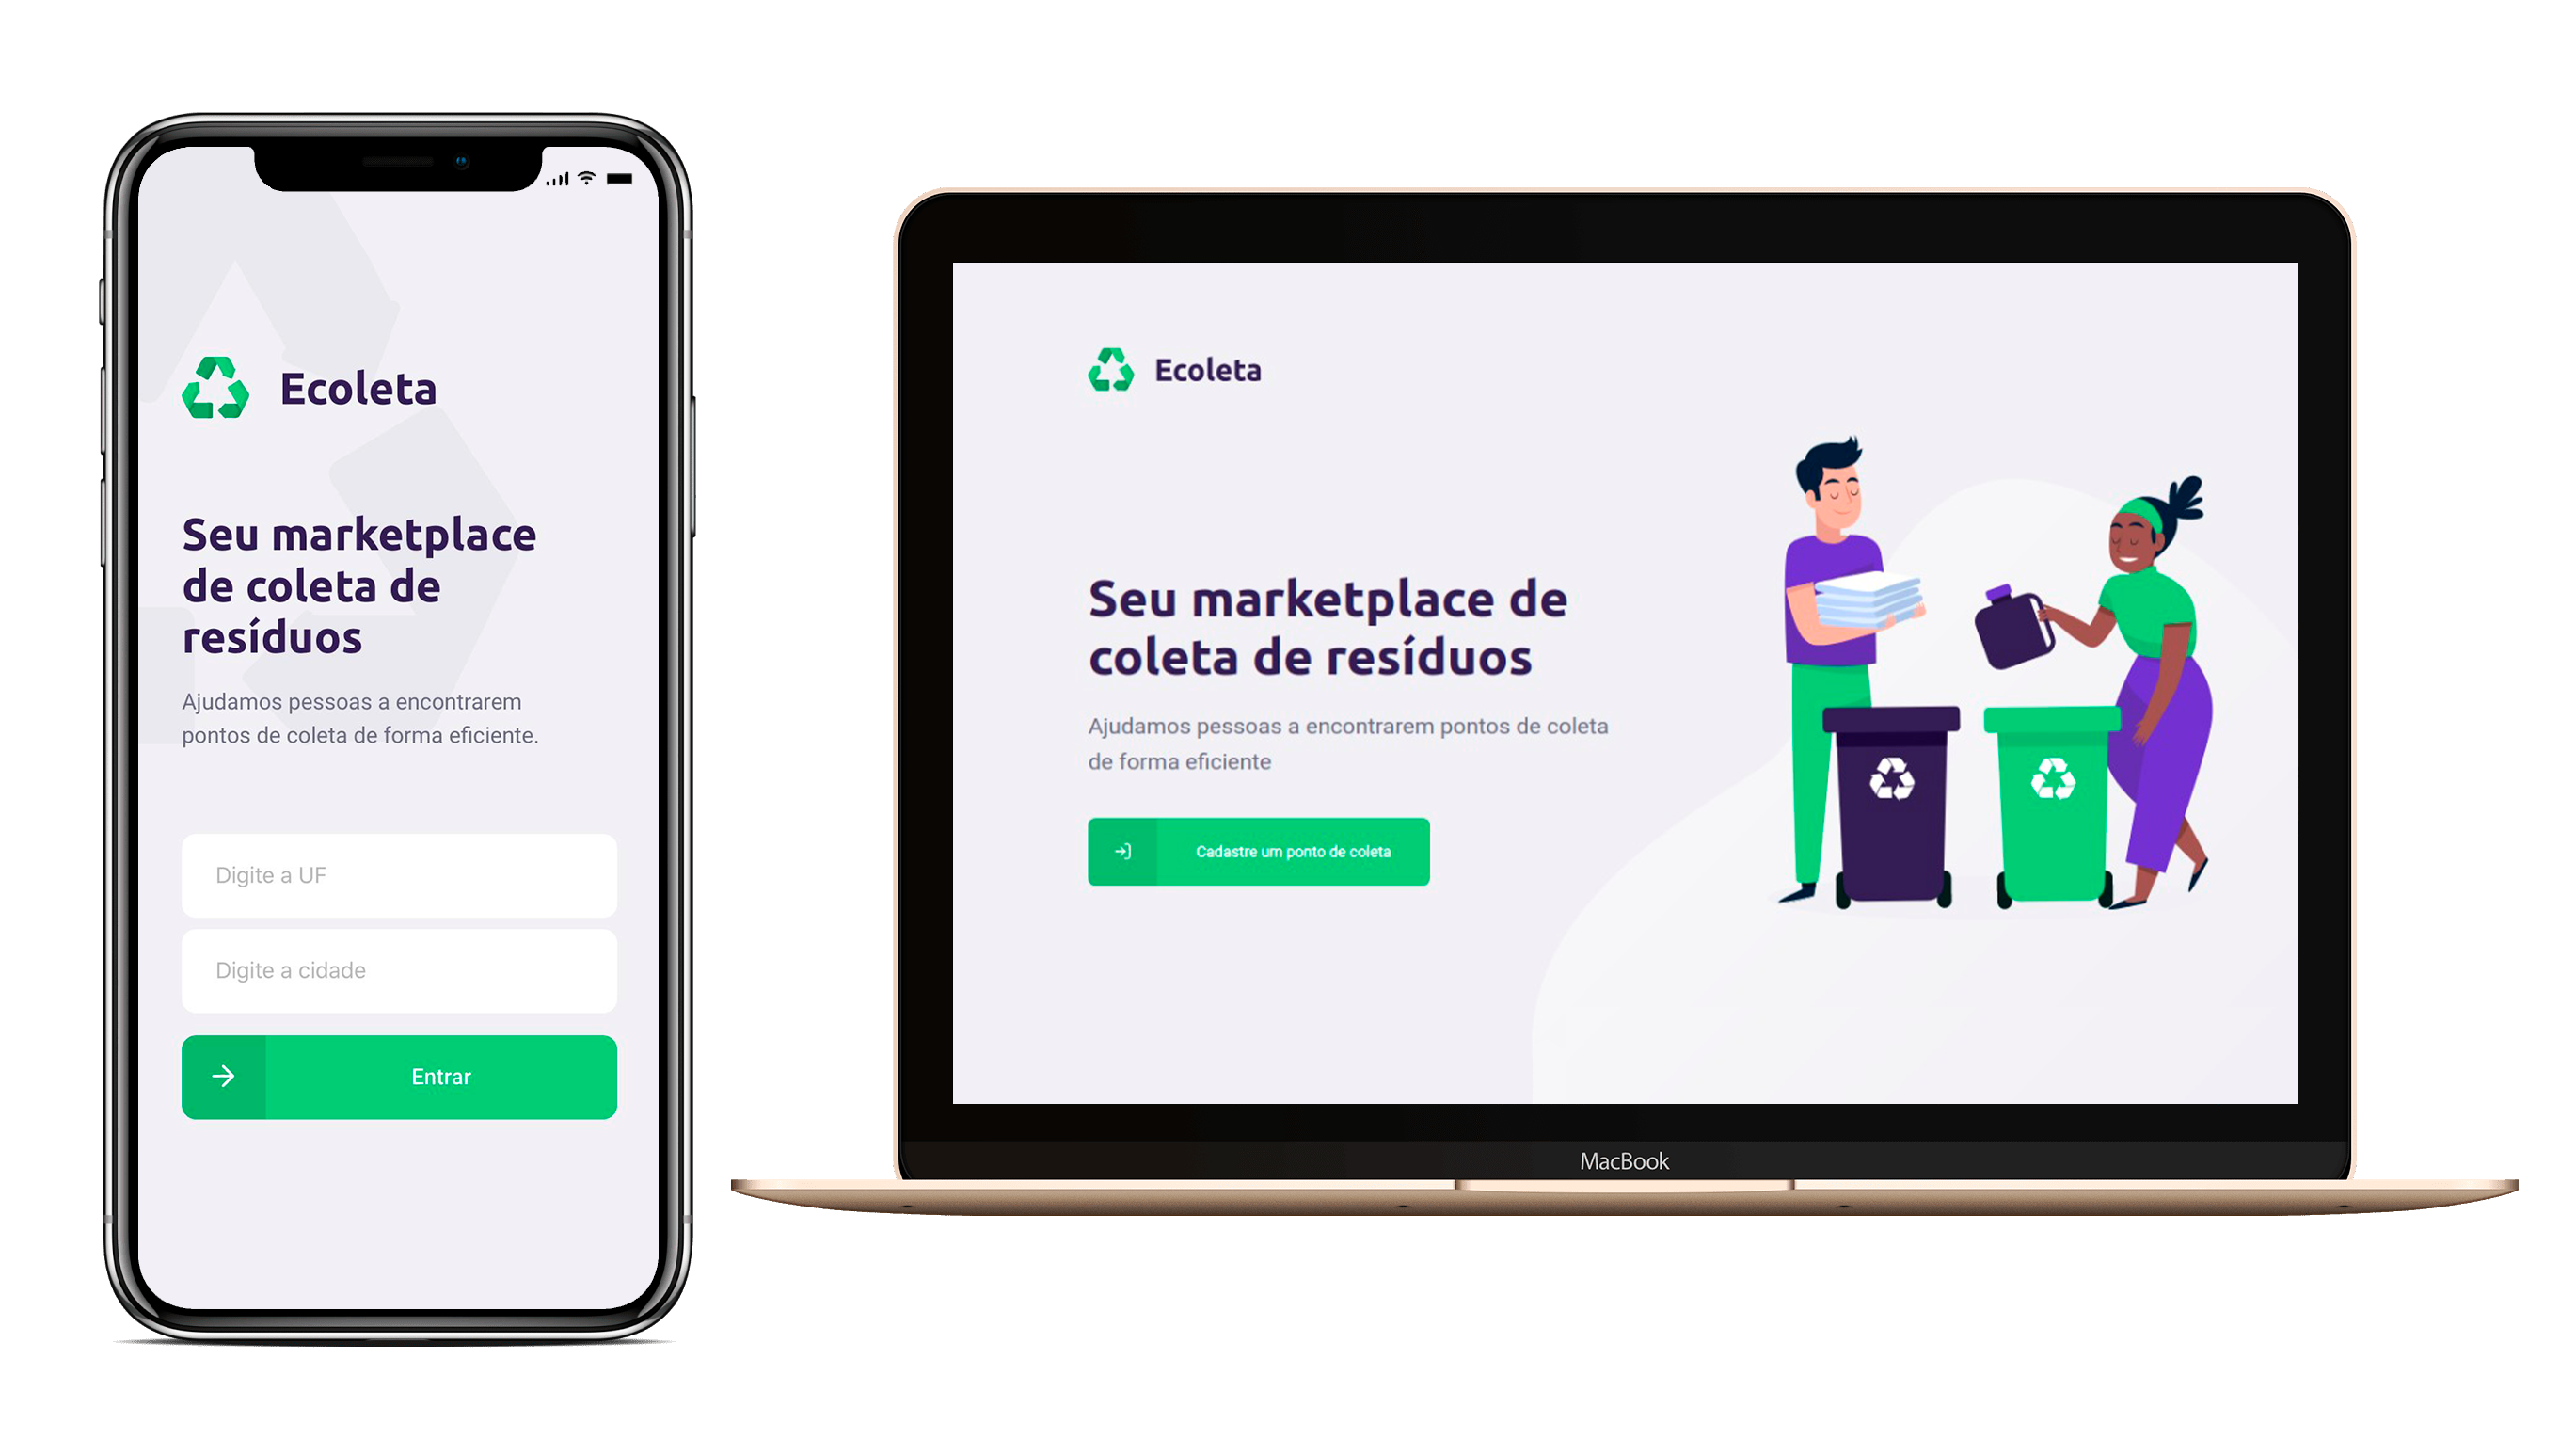 Ecoleta
Seu marketplace
de coleta de
resíduos
Ajudamos pessoas a encontrarem
pontos de coleta de forma eficiente.
Digite a UF
Digite a cidade
Entrar
Ecoleta
Seu marketplace de
coleta de resíduos
Ajudamos pessoas a encontrarem pontos de coleta
de forma eficiente
Cadastre um ponto de coleta
MacBook